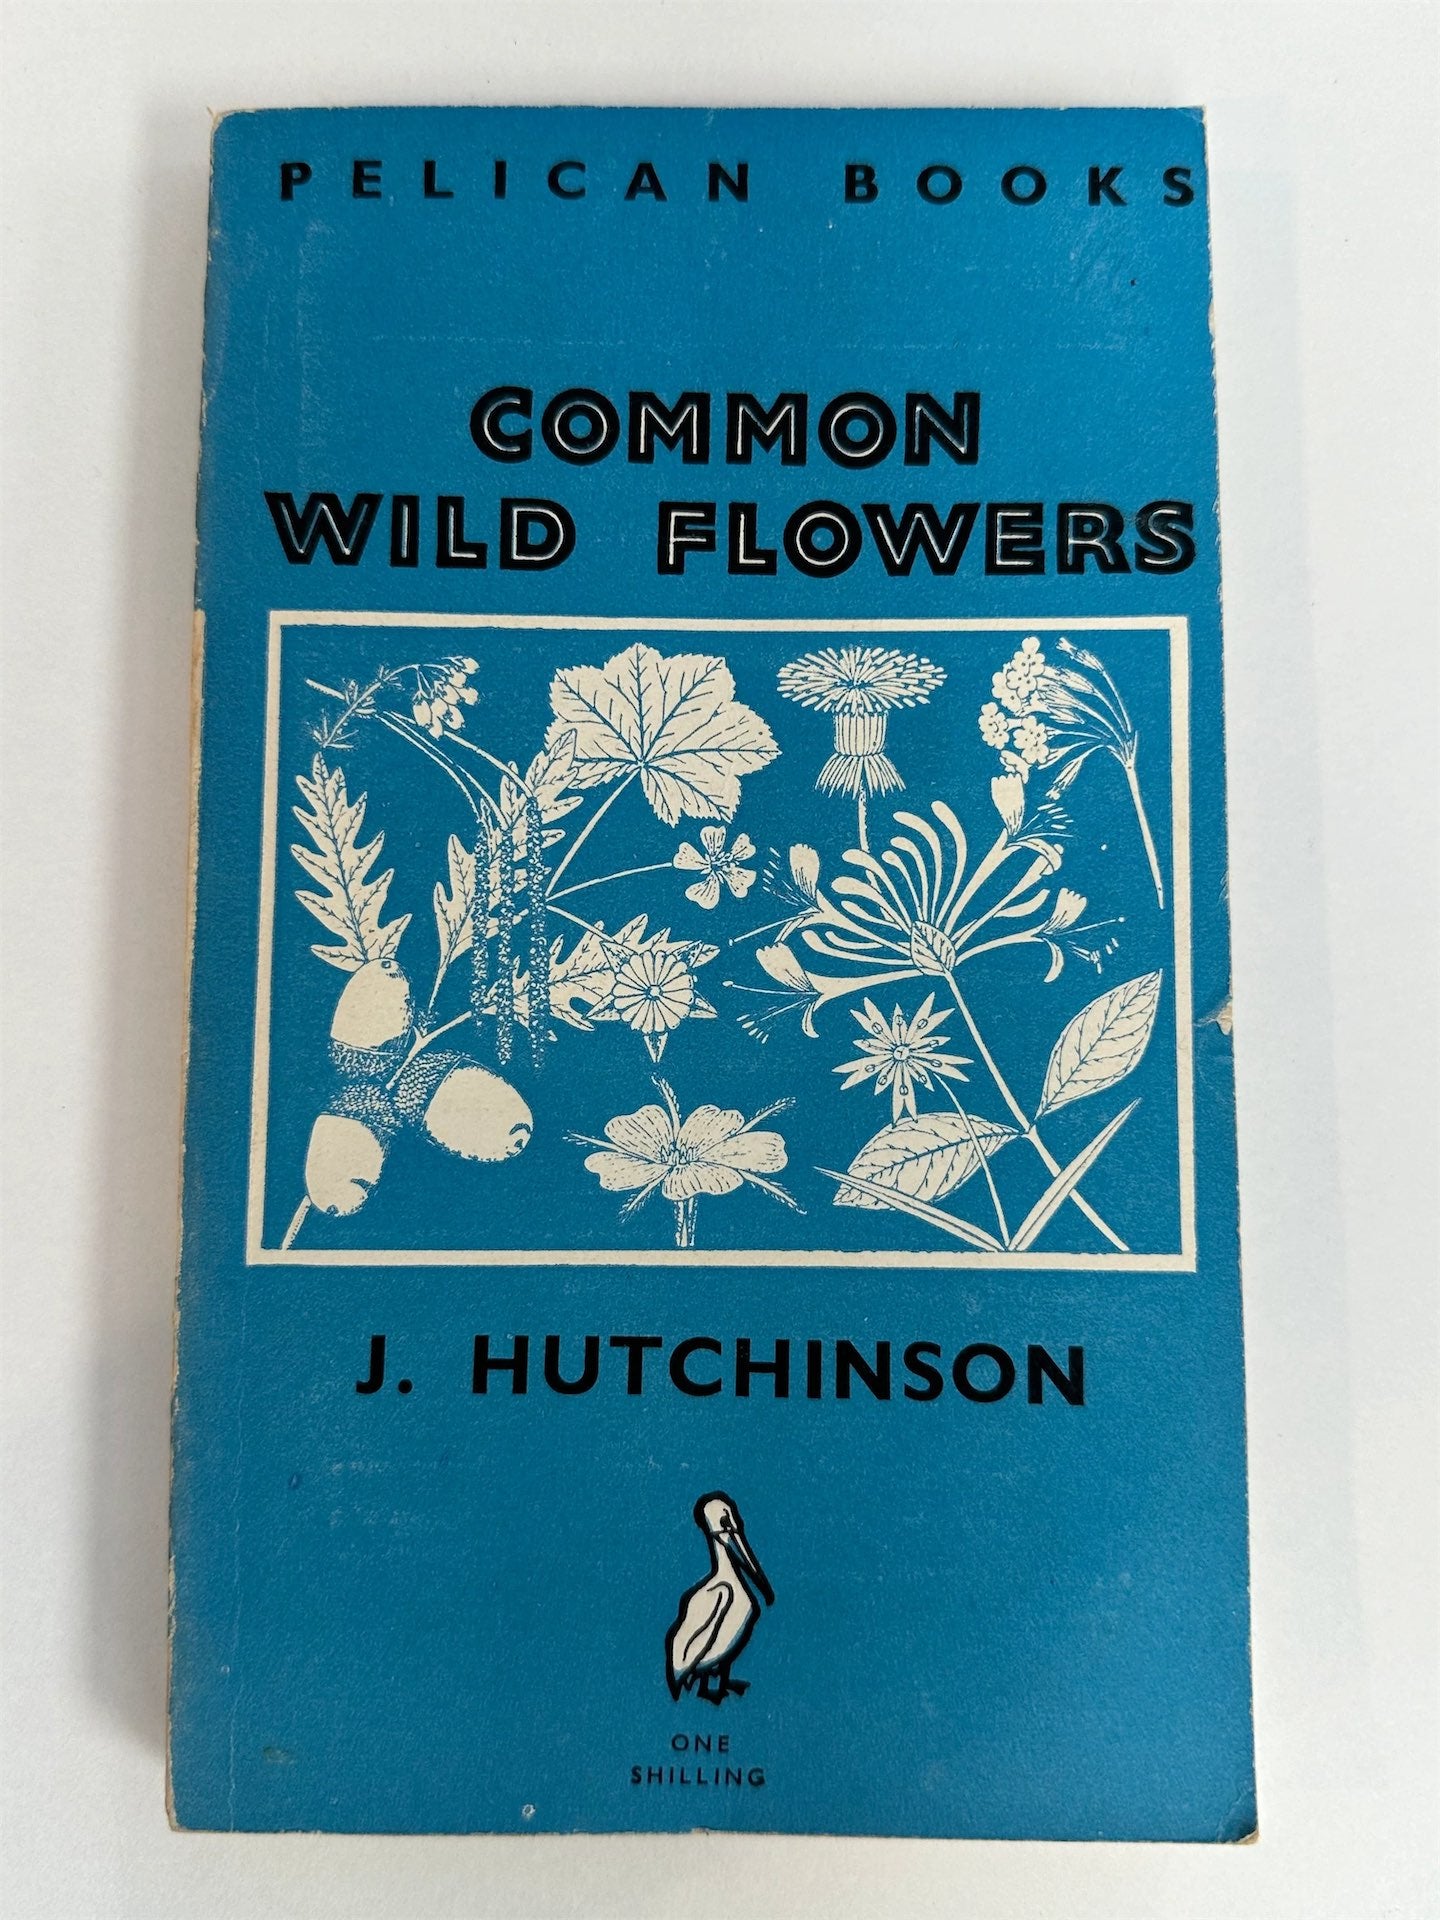 PELICAN BOOKS
COMMON
WILD FLOWERS
J. HUTCHINSON
ONE
SHILLING